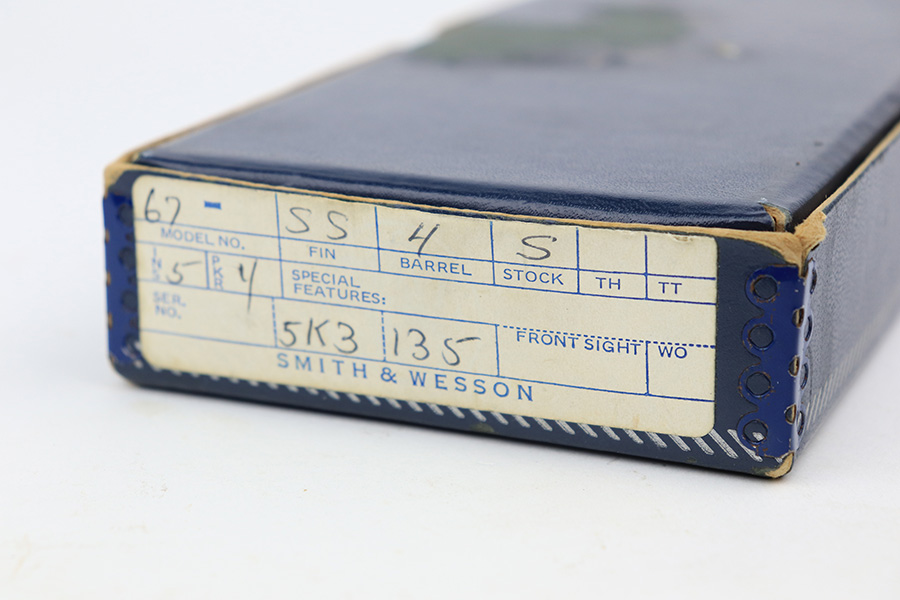 67 - SS 4 S
MODEL NO. FIN BARREL STOCK TH TT
INS 5 PKR 4 SPECIAL
FEATURES:
SER.
NO. 5K3 135 FRONT SIGHT WO
SMITH & WESSON